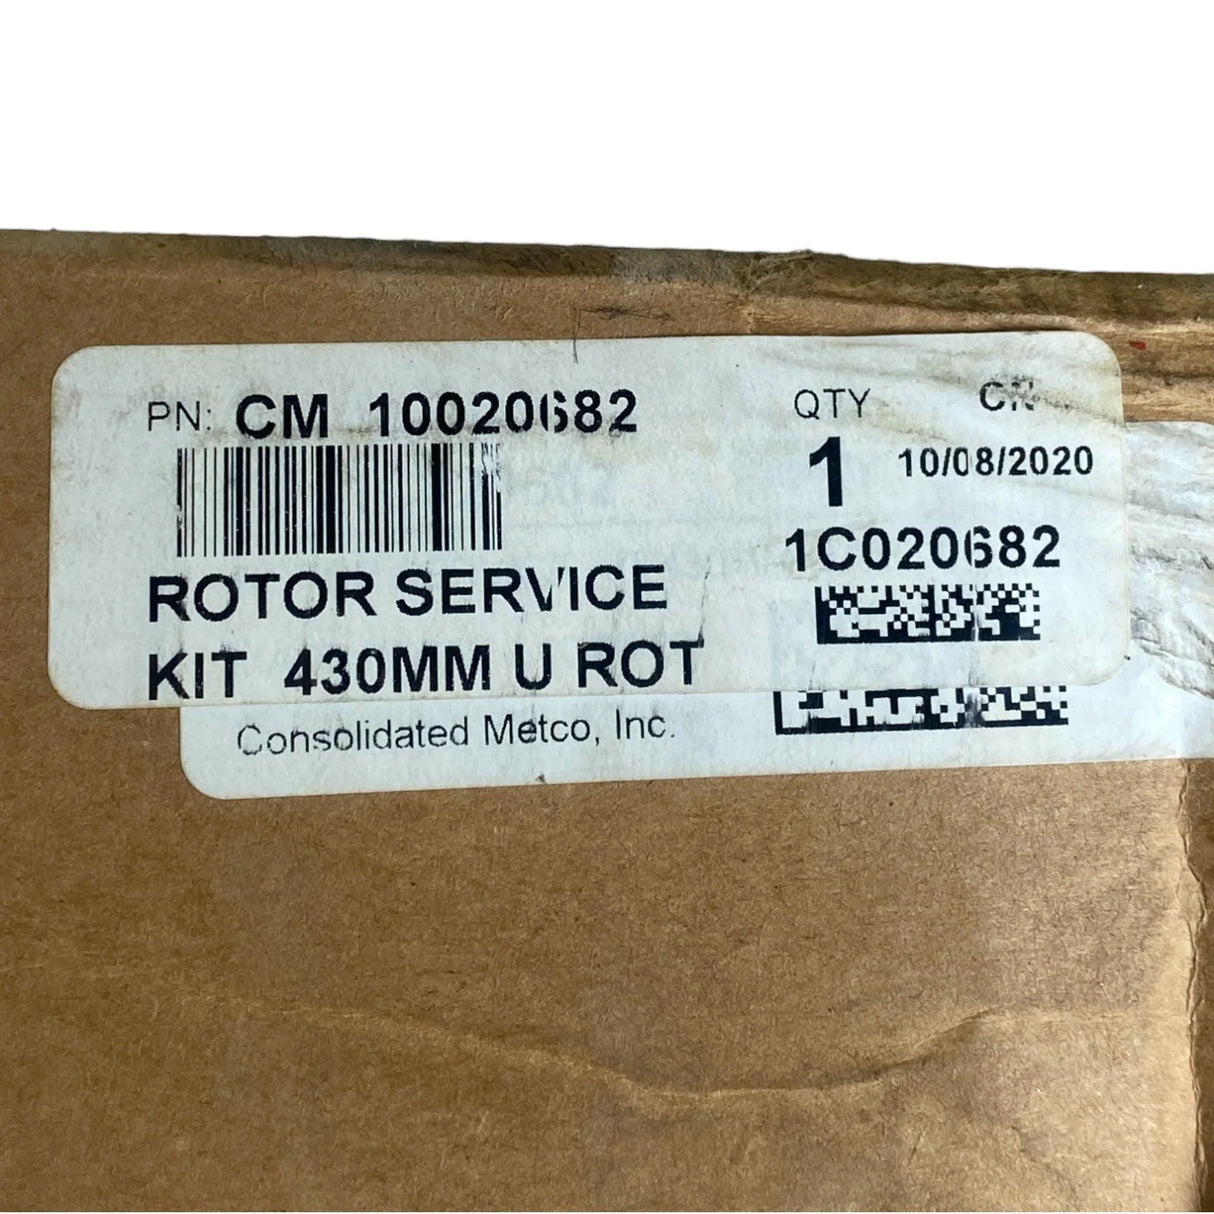 PN: CM 10020682
QTY
1
10/08/2020
1C020682
ROTOR SERVICE
KIT 430MM U ROT
Consolidated Metco, Inc.